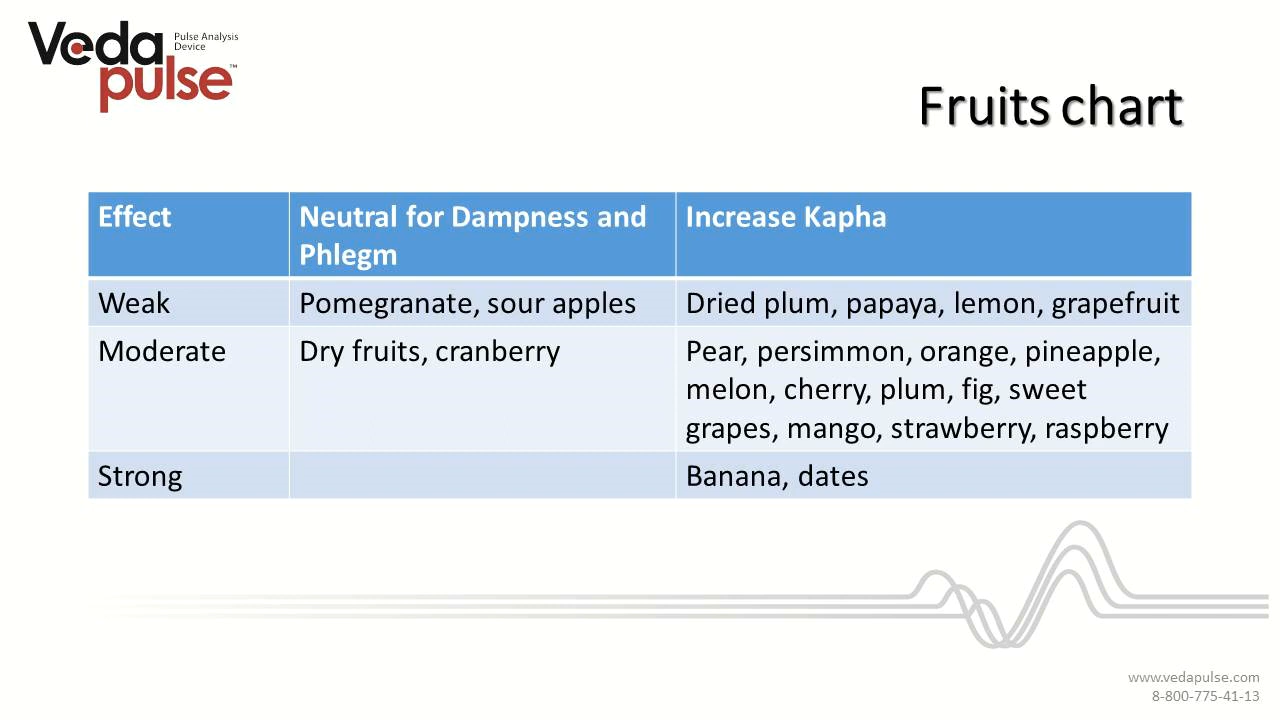 Veda
pulse™
Pulse Analysis
Device
Fruits chart
Effect
Neutral for Dampness and
Phlegm
Increase Kapha
Weak
Pomegranate, sour apples
Dried plum, papaya, lemon, grapefruit
Moderate
Dry fruits, cranberry
Pear, persimmon, orange, pineapple,
melon, cherry, plum, fig, sweet
grapes, mango, strawberry, raspberry
Strong
Banana, dates
www.vedapulse.com
8-800-775-41-13